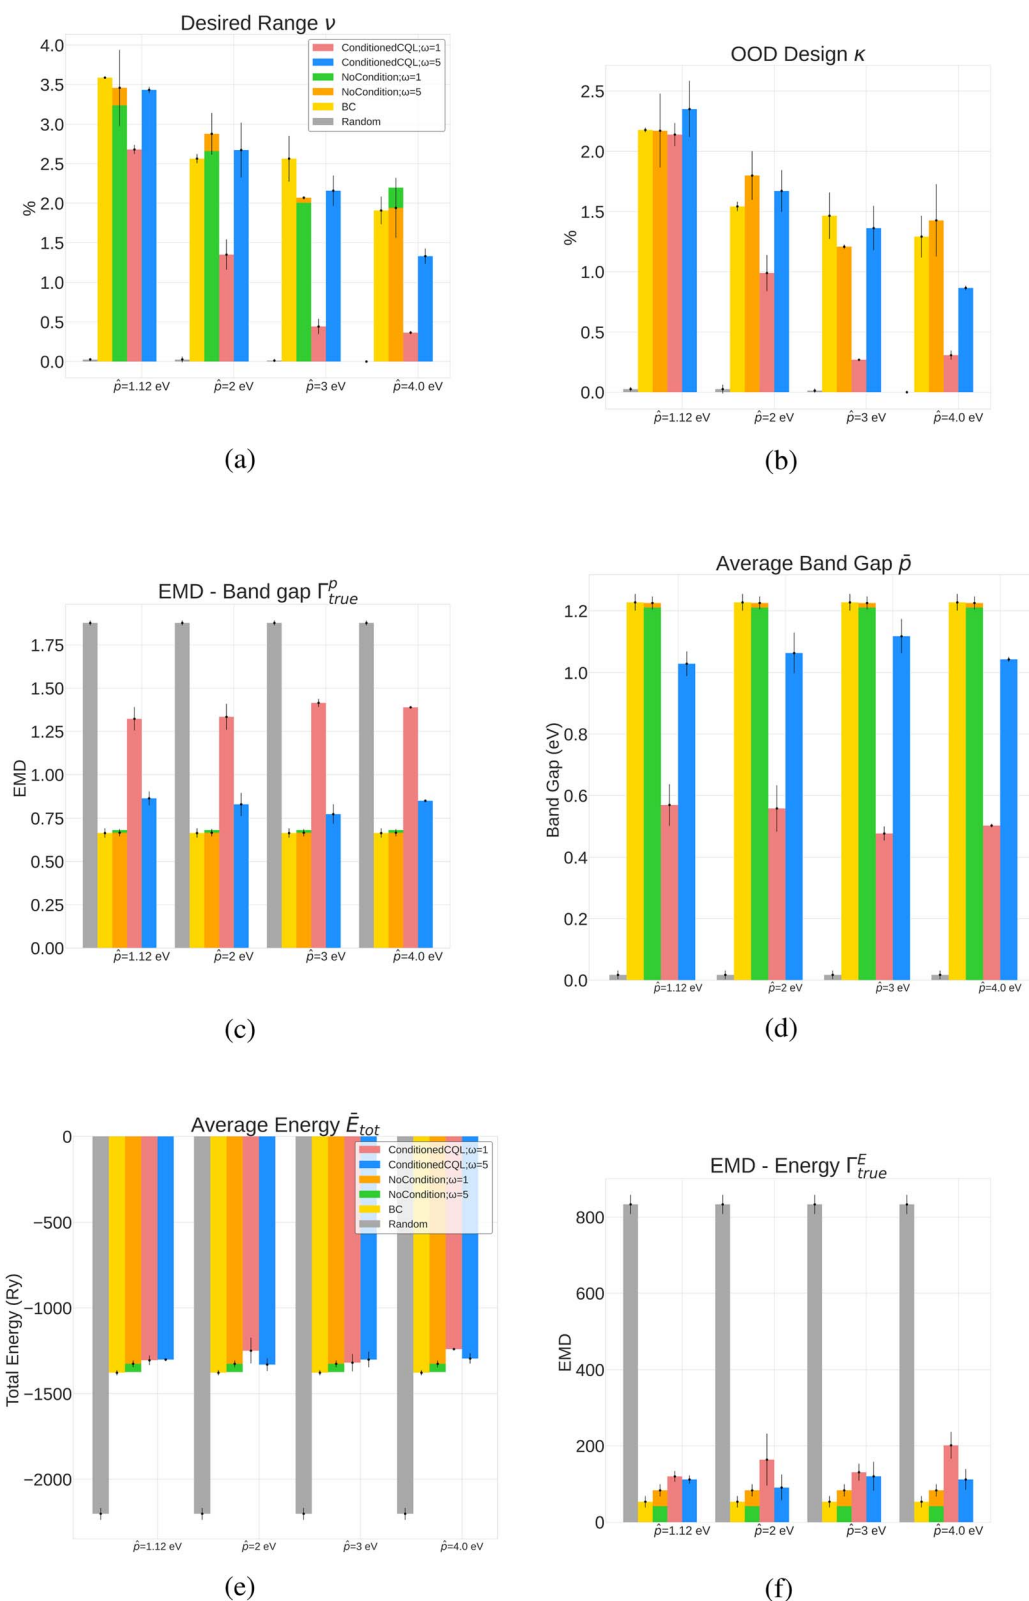 Desired Range ν
4.0
3.5
3.0
2.5
2.0
1.5
1.0
0.5
0.0
%
ConditionedCQL;ω=1
ConditionedCQL;ω=5
NoCondition;ω=1
NoCondition;ω=5
BC
Random
p̂=1.12 eV
p̂=2 eV
p̂=3 eV
p̂=4.0 eV
(a)
OOD Design κ
2.5
2.0
1.5
1.0
0.5
0.0
%
p̂=1.12 eV
p̂=2 eV
p̂=3 eV
p̂=4.0 eV
(b)
EMD - Band gap Γ^p_true
1.75
1.50
1.25
1.00
0.75
0.50
0.25
0.00
EMD
p̂=1.12 eV
p̂=2 eV
p̂=3 eV
p̂=4.0 eV
(c)
Average Band Gap p̄
1.2
1.0
0.8
0.6
0.4
0.2
0.0
Band Gap (eV)
p̂=1.12 eV
p̂=2 eV
p̂=3 eV
p̂=4.0 eV
(d)
Average Energy Ē_tot
0
−500
−1000
−1500
−2000
Total Energy (Ry)
ConditionedCQL;ω=1
ConditionedCQL;ω=5
NoCondition;ω=1
NoCondition;ω=5
BC
Random
p̂=1.12 eV
p̂=2 eV
p̂=3 eV
p̂=4.0 eV
(e)
EMD - Energy Γ^E_true
800
600
400
200
0
EMD
p̂=1.12 eV
p̂=2 eV
p̂=3 eV
p̂=4.0 eV
(f)